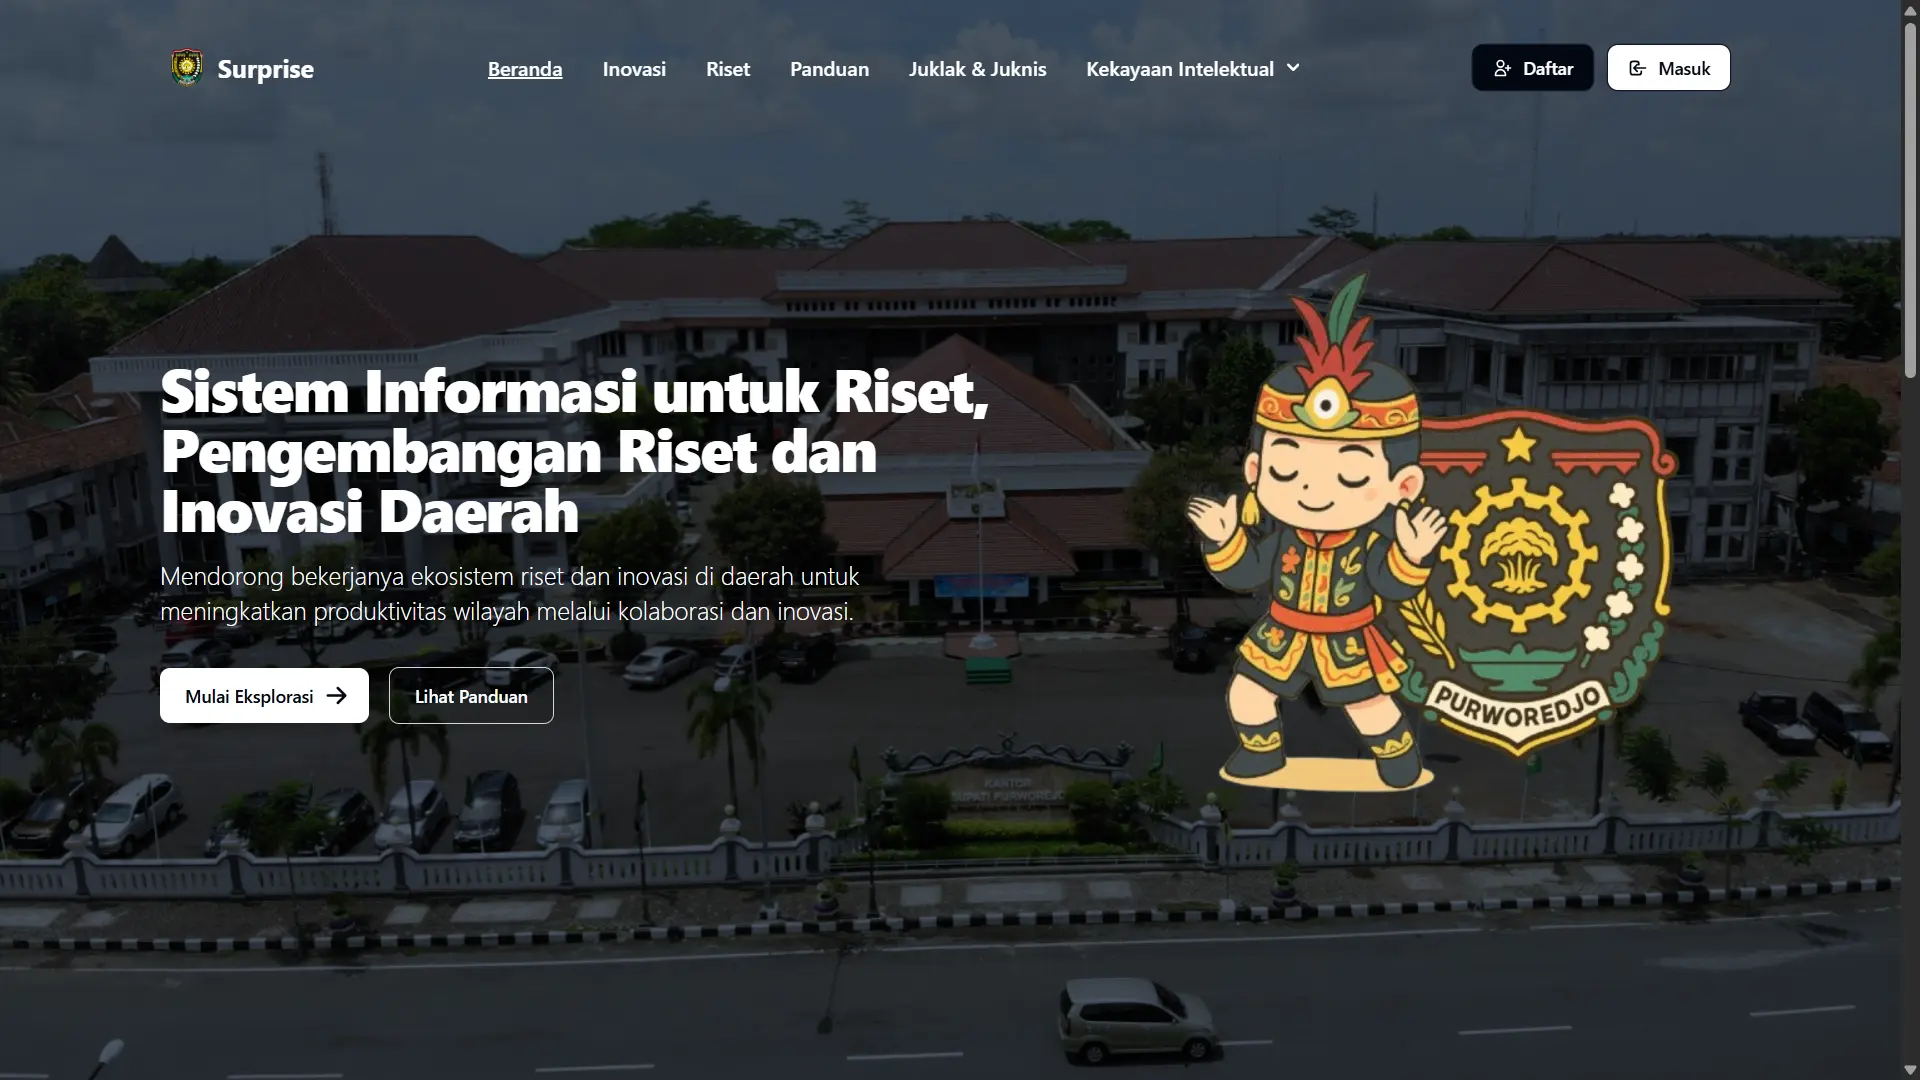 Surprise
Beranda
Inovasi
Riset
Panduan
Juklak & Juknis
Kekayaan Intelektual
Daftar
Masuk
Sistem Informasi untuk Riset,
Pengembangan Riset dan
Inovasi Daerah
Mendorong bekerjanya ekosistem riset dan inovasi di daerah untuk
meningkatkan produktivitas wilayah melalui kolaborasi dan inovasi.
Mulai Eksplorasi
Lihat Panduan
PURWOREDJO
KANTOR
BUPATI PURWOREJO